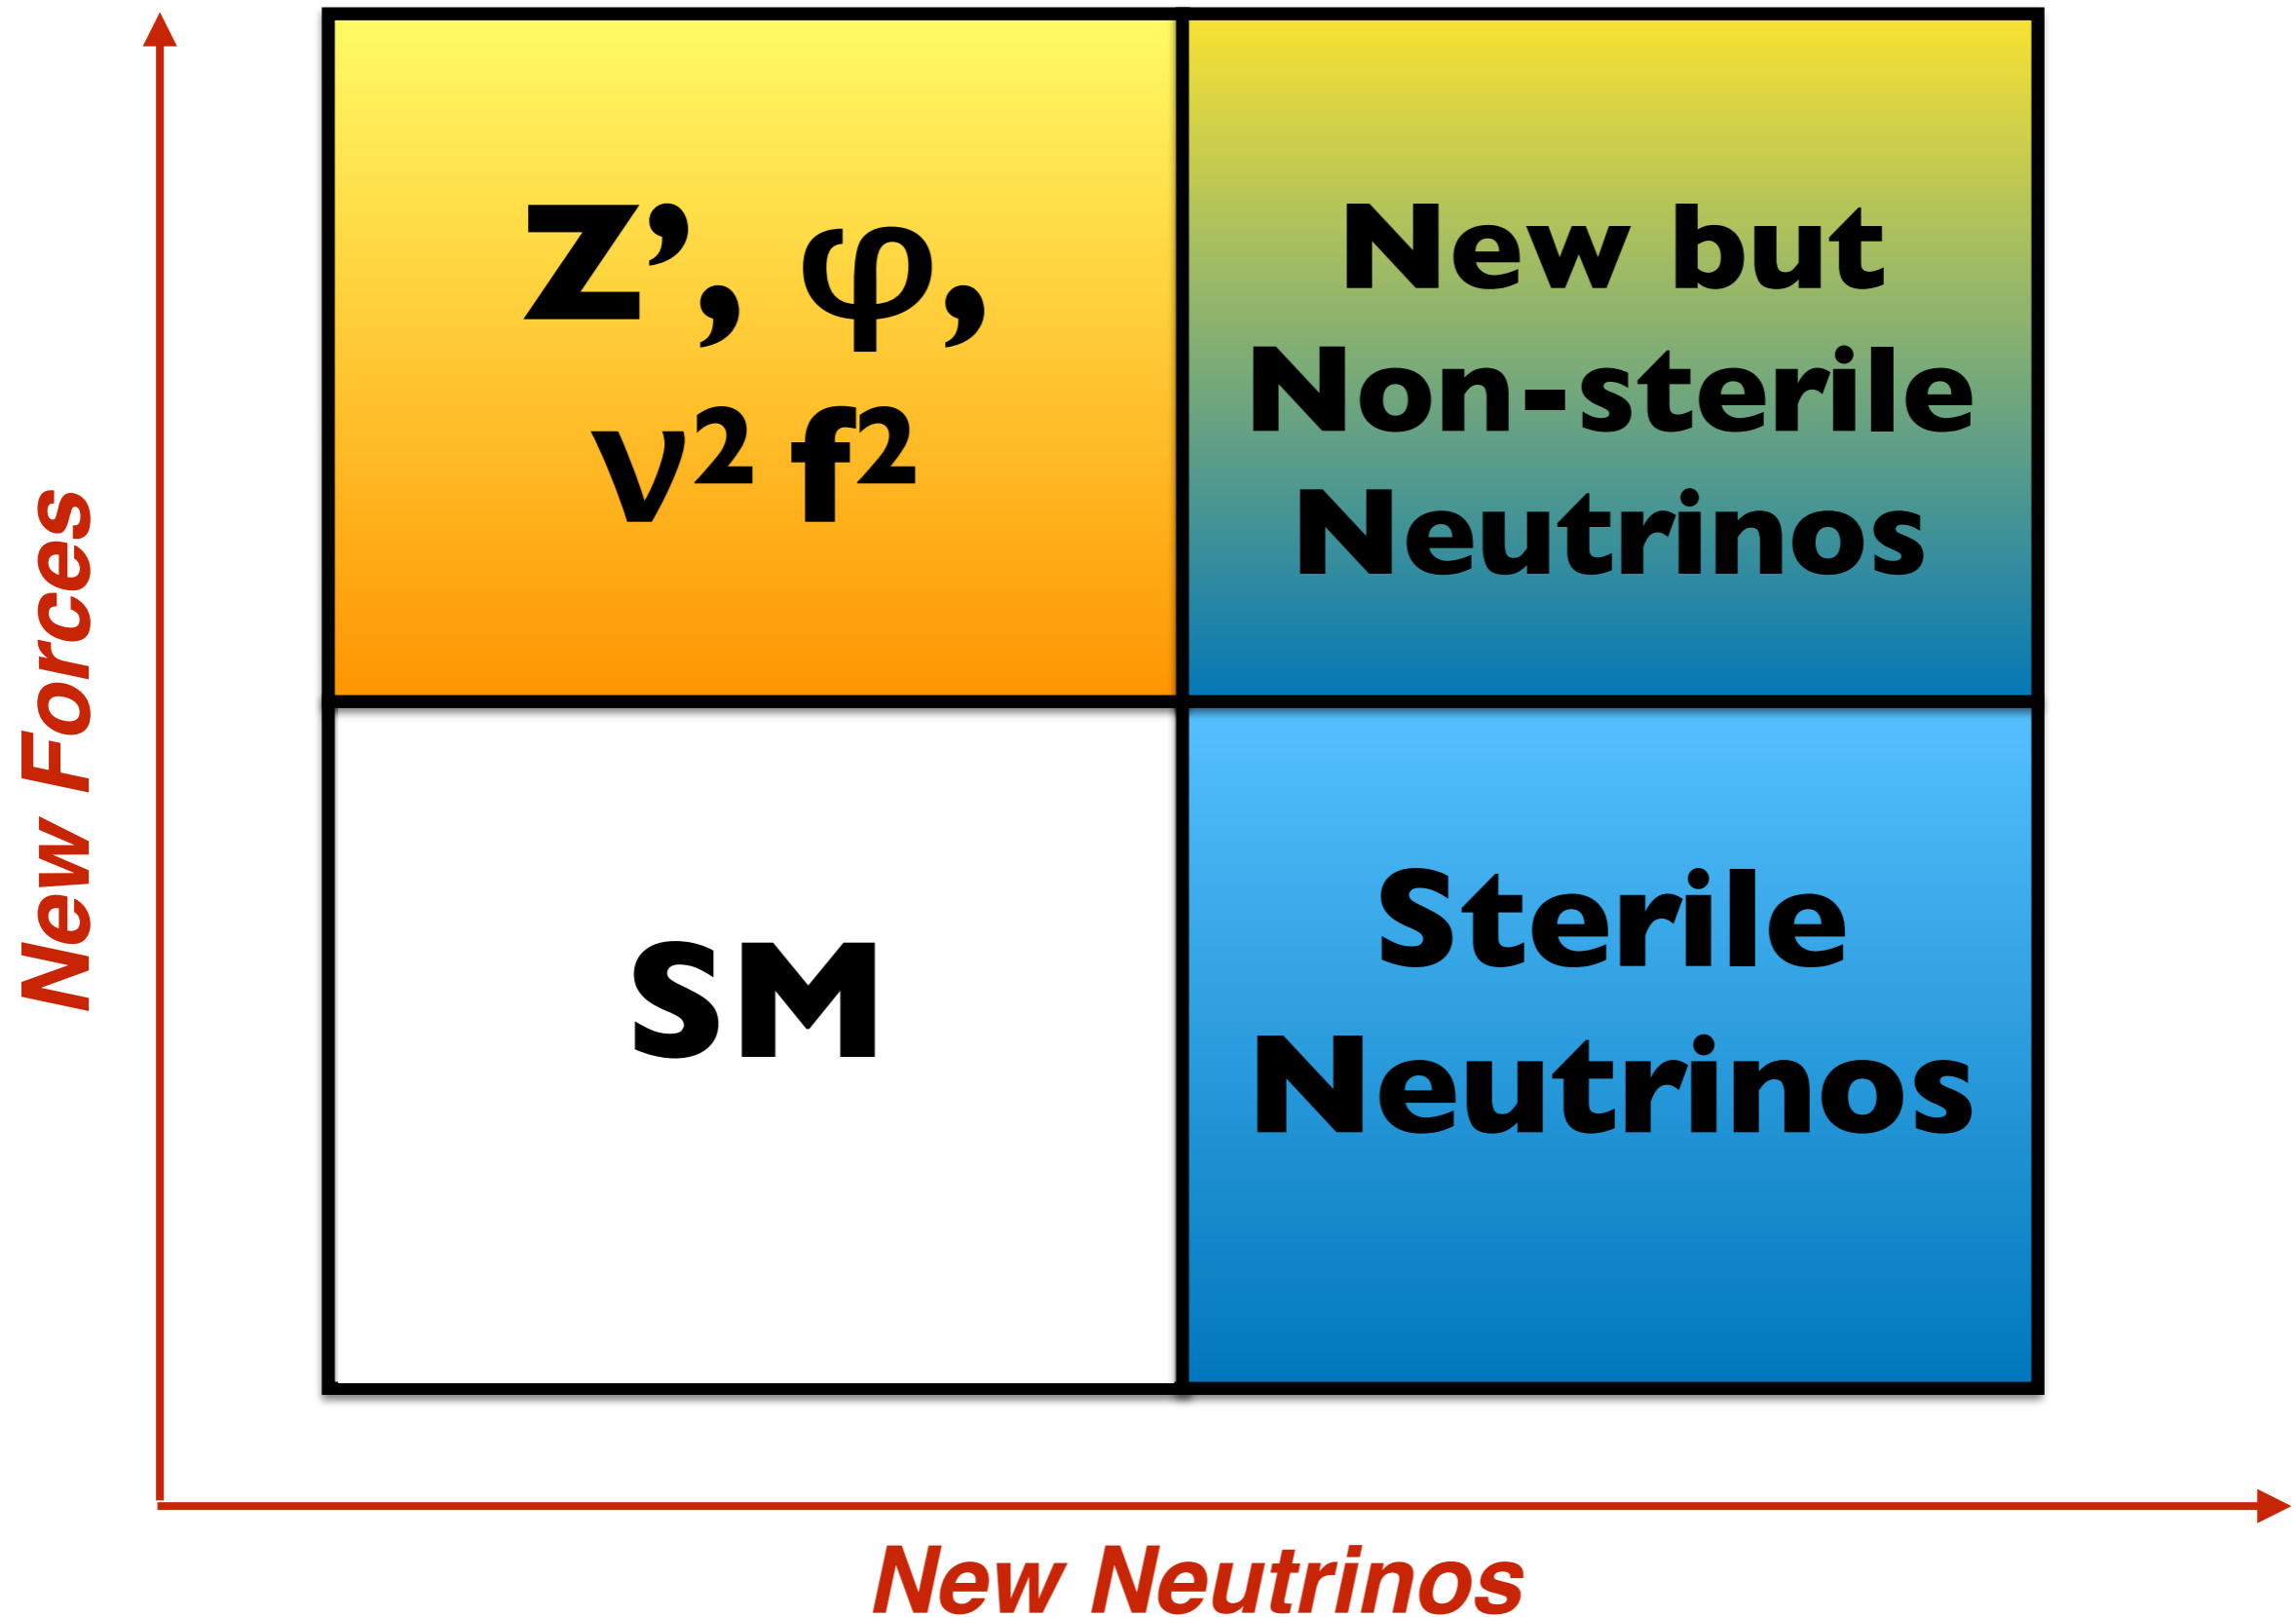 New Forces
Z’, φ,
ν² f²
New but
Non-sterile
Neutrinos
SM
Sterile
Neutrinos
New Neutrinos